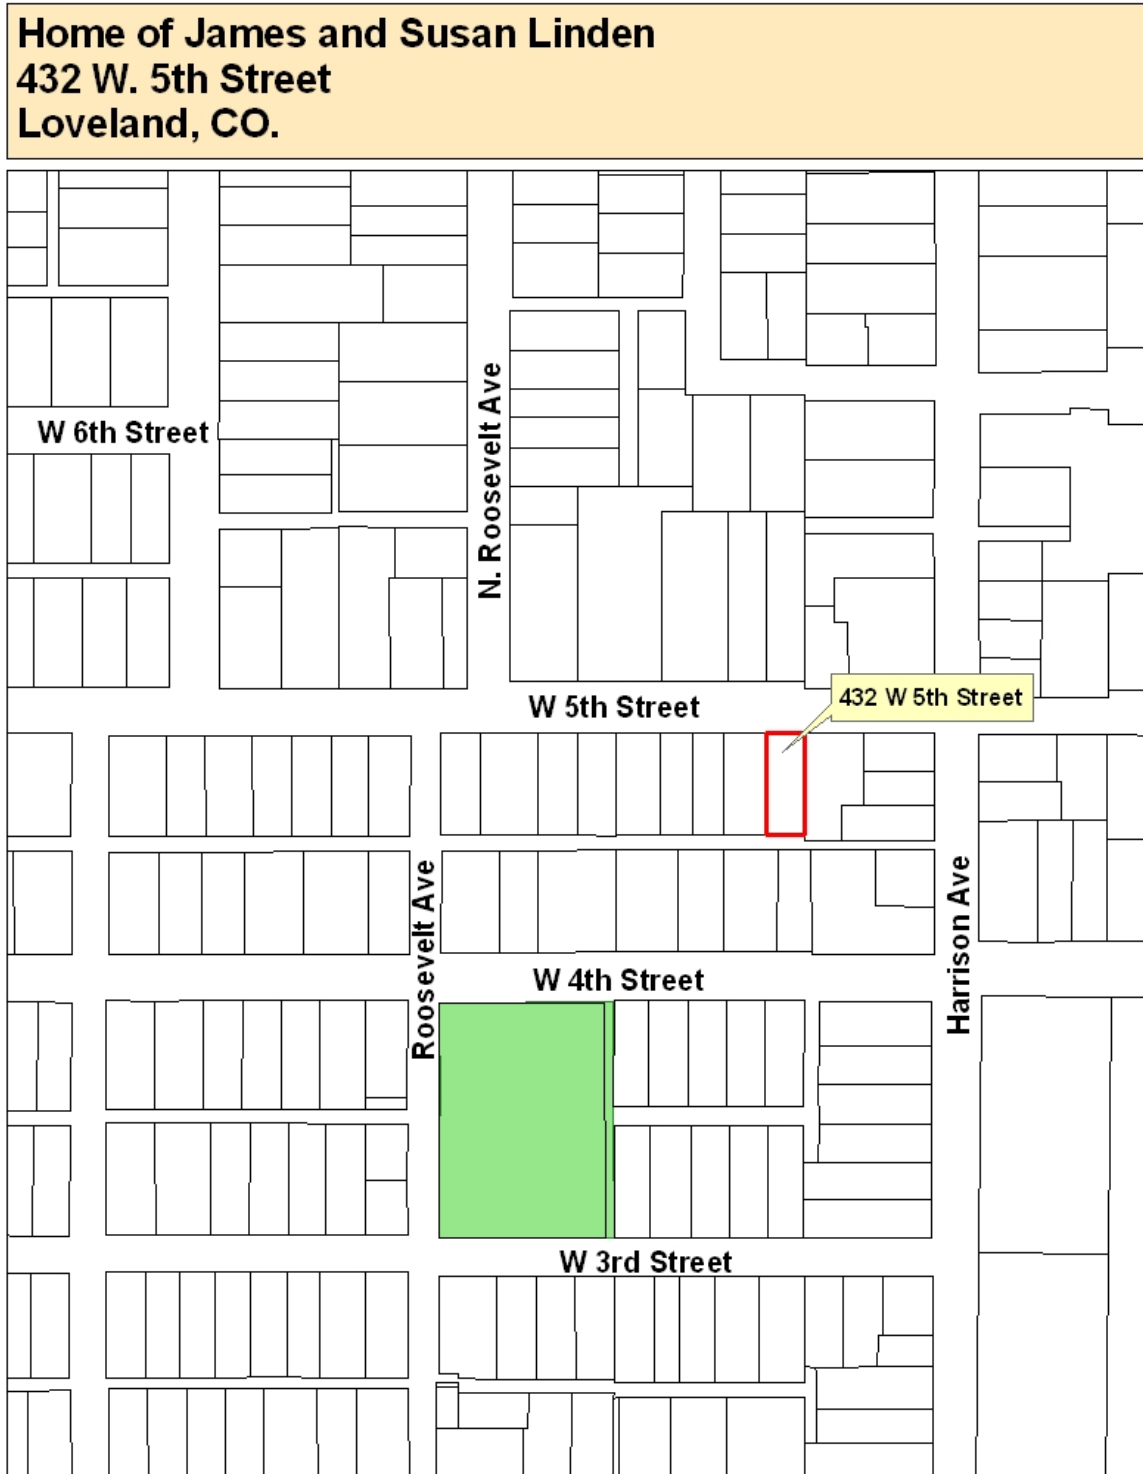 Home of James and Susan Linden
432 W. 5th Street
Loveland, CO.
W 6th Street
N. Roosevelt Ave
W 5th Street
432 W 5th Street
Roosevelt Ave
Harrison Ave
W 4th Street
W 3rd Street